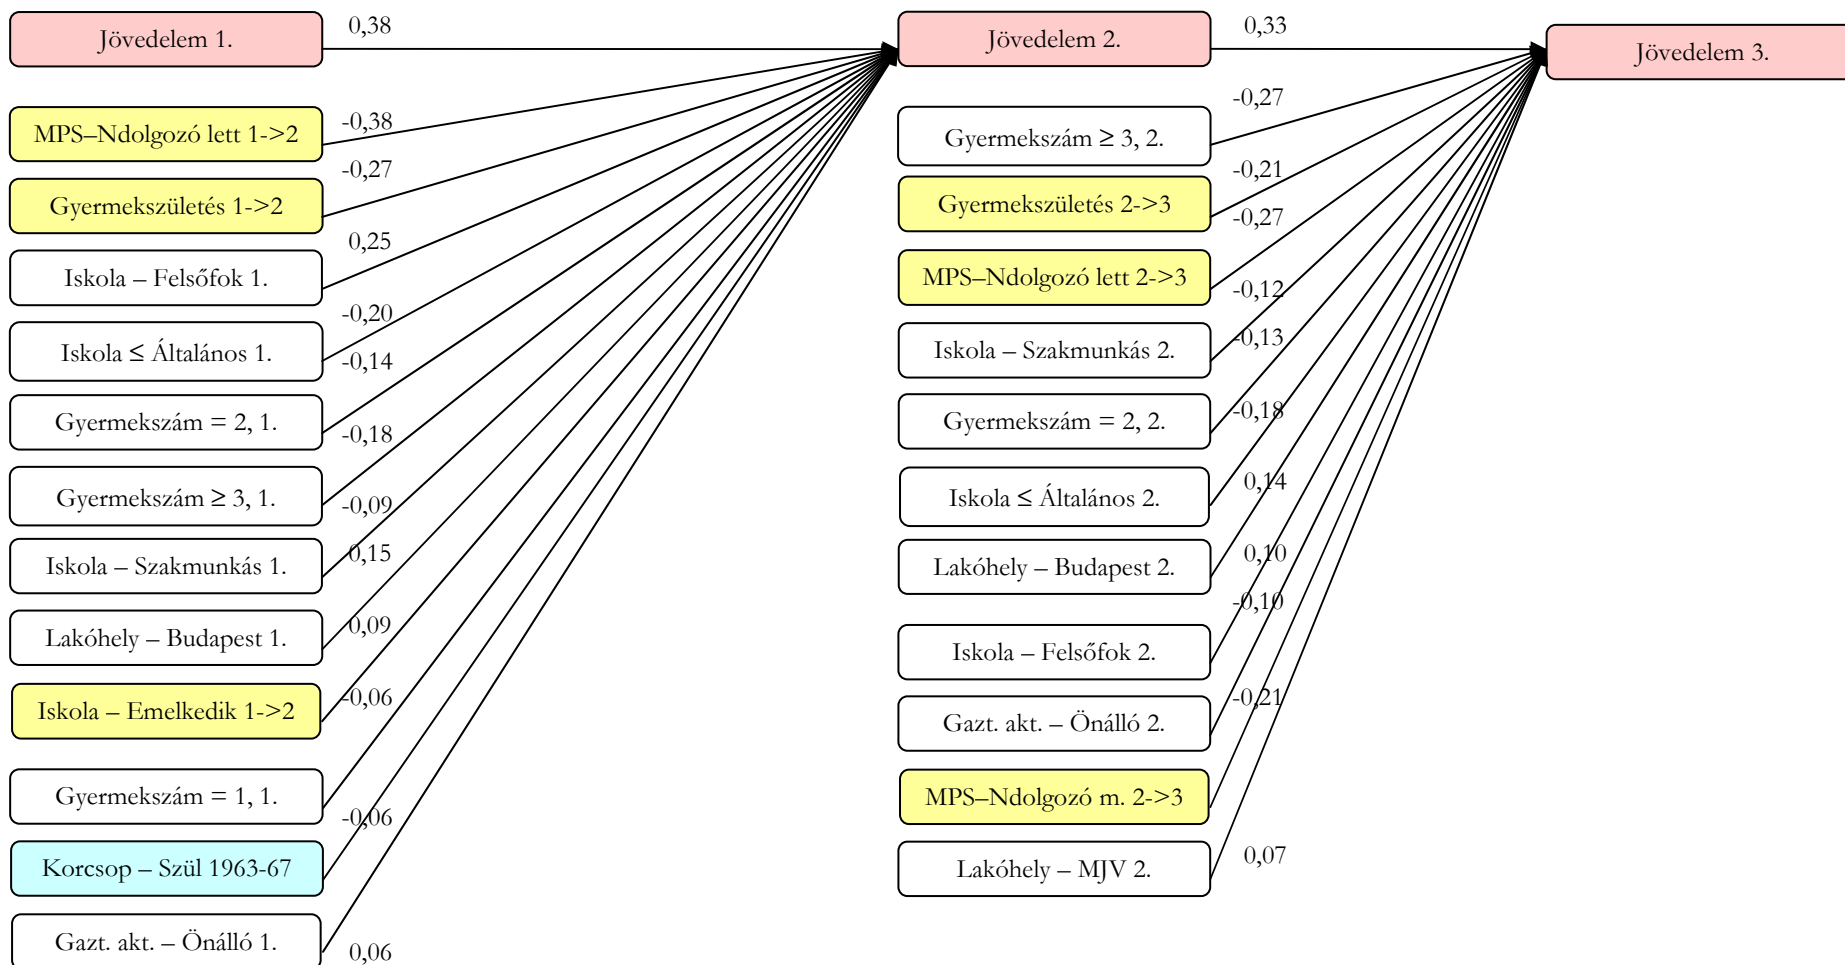 Jövedelem 1.
0,38
Jövedelem 2.
0,33
Jövedelem 3.
MPS–Ndolgozó lett 1->2
-0,38
Gyermekszületés 1->2
-0,27
Iskola – Felsőfok 1.
0,25
Iskola ≤ Általános 1.
-0,20
Gyermekszám = 2, 1.
-0,14
Gyermekszám ≥ 3, 1.
-0,18
Iskola – Szakmunkás 1.
-0,09
Lakóhely – Budapest 1.
0,15
Iskola – Emelkedik 1->2
0,09
Gyermekszám = 1, 1.
-0,06
Korcsop – Szül 1963-67
-0,06
Gazt. akt. – Önálló 1.
0,06
Gyermekszám ≥ 3, 2.
-0,27
Gyermekszületés 2->3
-0,21
MPS–Ndolgozó lett 2->3
-0,27
Iskola – Szakmunkás 2.
-0,12
Gyermekszám = 2, 2.
-0,13
Iskola ≤ Általános 2.
-0,18
Lakóhely – Budapest 2.
0,14
Iskola – Felsőfok 2.
0,10
Gazt. akt. – Önálló 2.
-0,10
MPS–Ndolgozó m. 2->3
-0,21
Lakóhely – MJV 2.
0,07